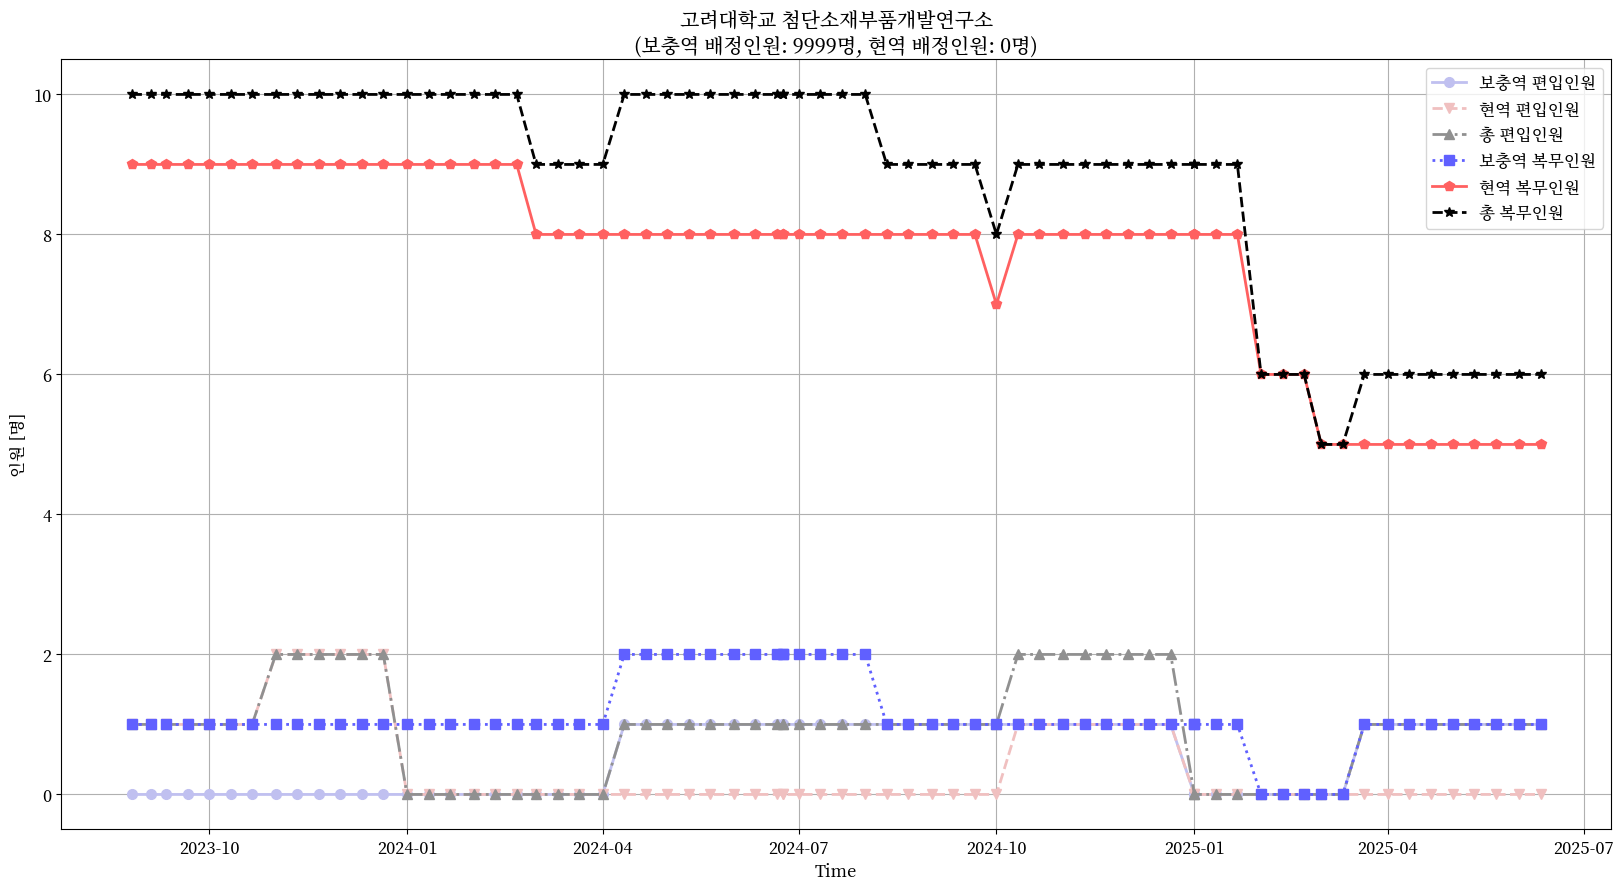 고려대학교 첨단소재부품개발연구소
(보충역 배정인원: 9999명, 현역 배정인원: 0명)
10
8
6
4
2
0
인원 [명]
보충역 편입인원
현역 편입인원
총 편입인원
보충역 복무인원
현역 복무인원
총 복무인원
2023-10
2024-01
2024-04
2024-07
2024-10
2025-01
2025-04
2025-07
Time